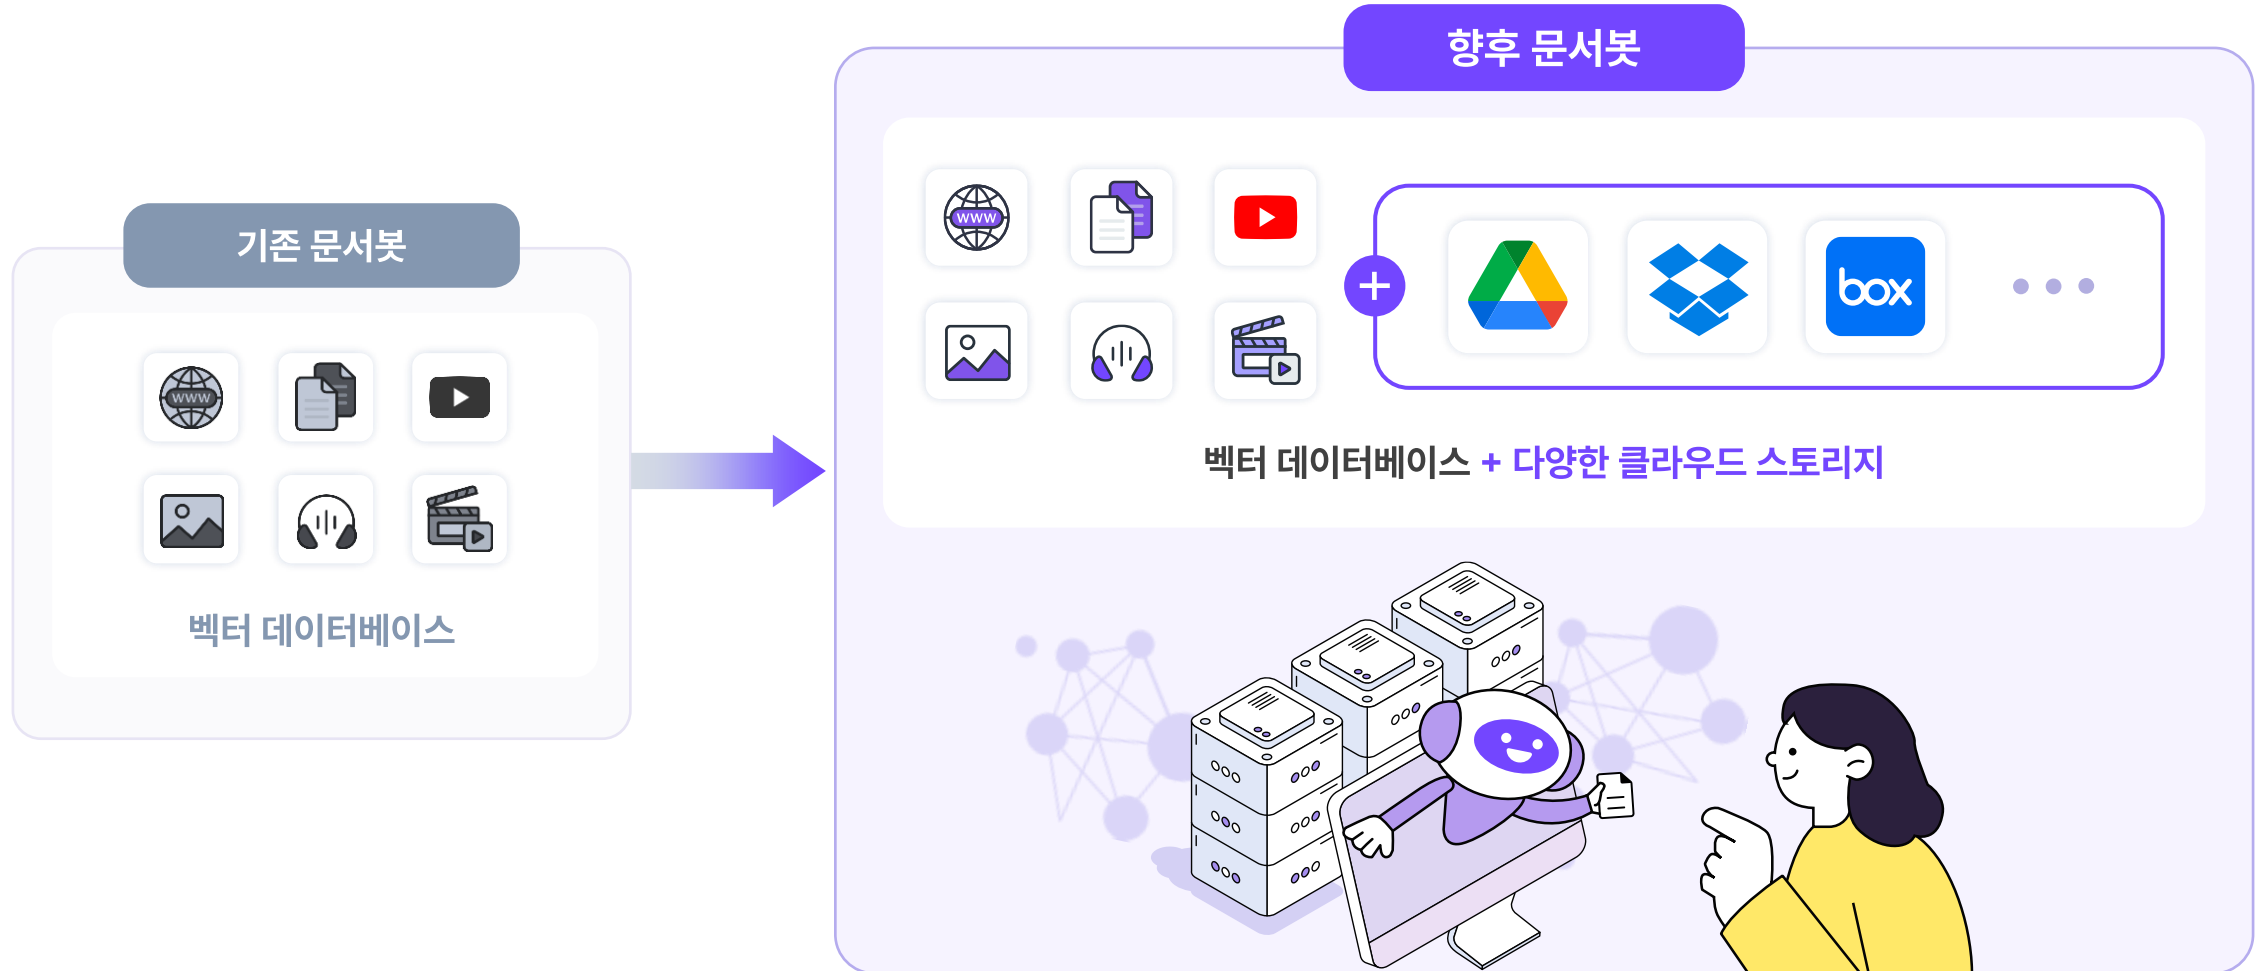 기존 문서봇
WWW
벡터 데이터베이스
향후 문서봇
WWW
box
벡터 데이터베이스 + 다양한 클라우드 스토리지